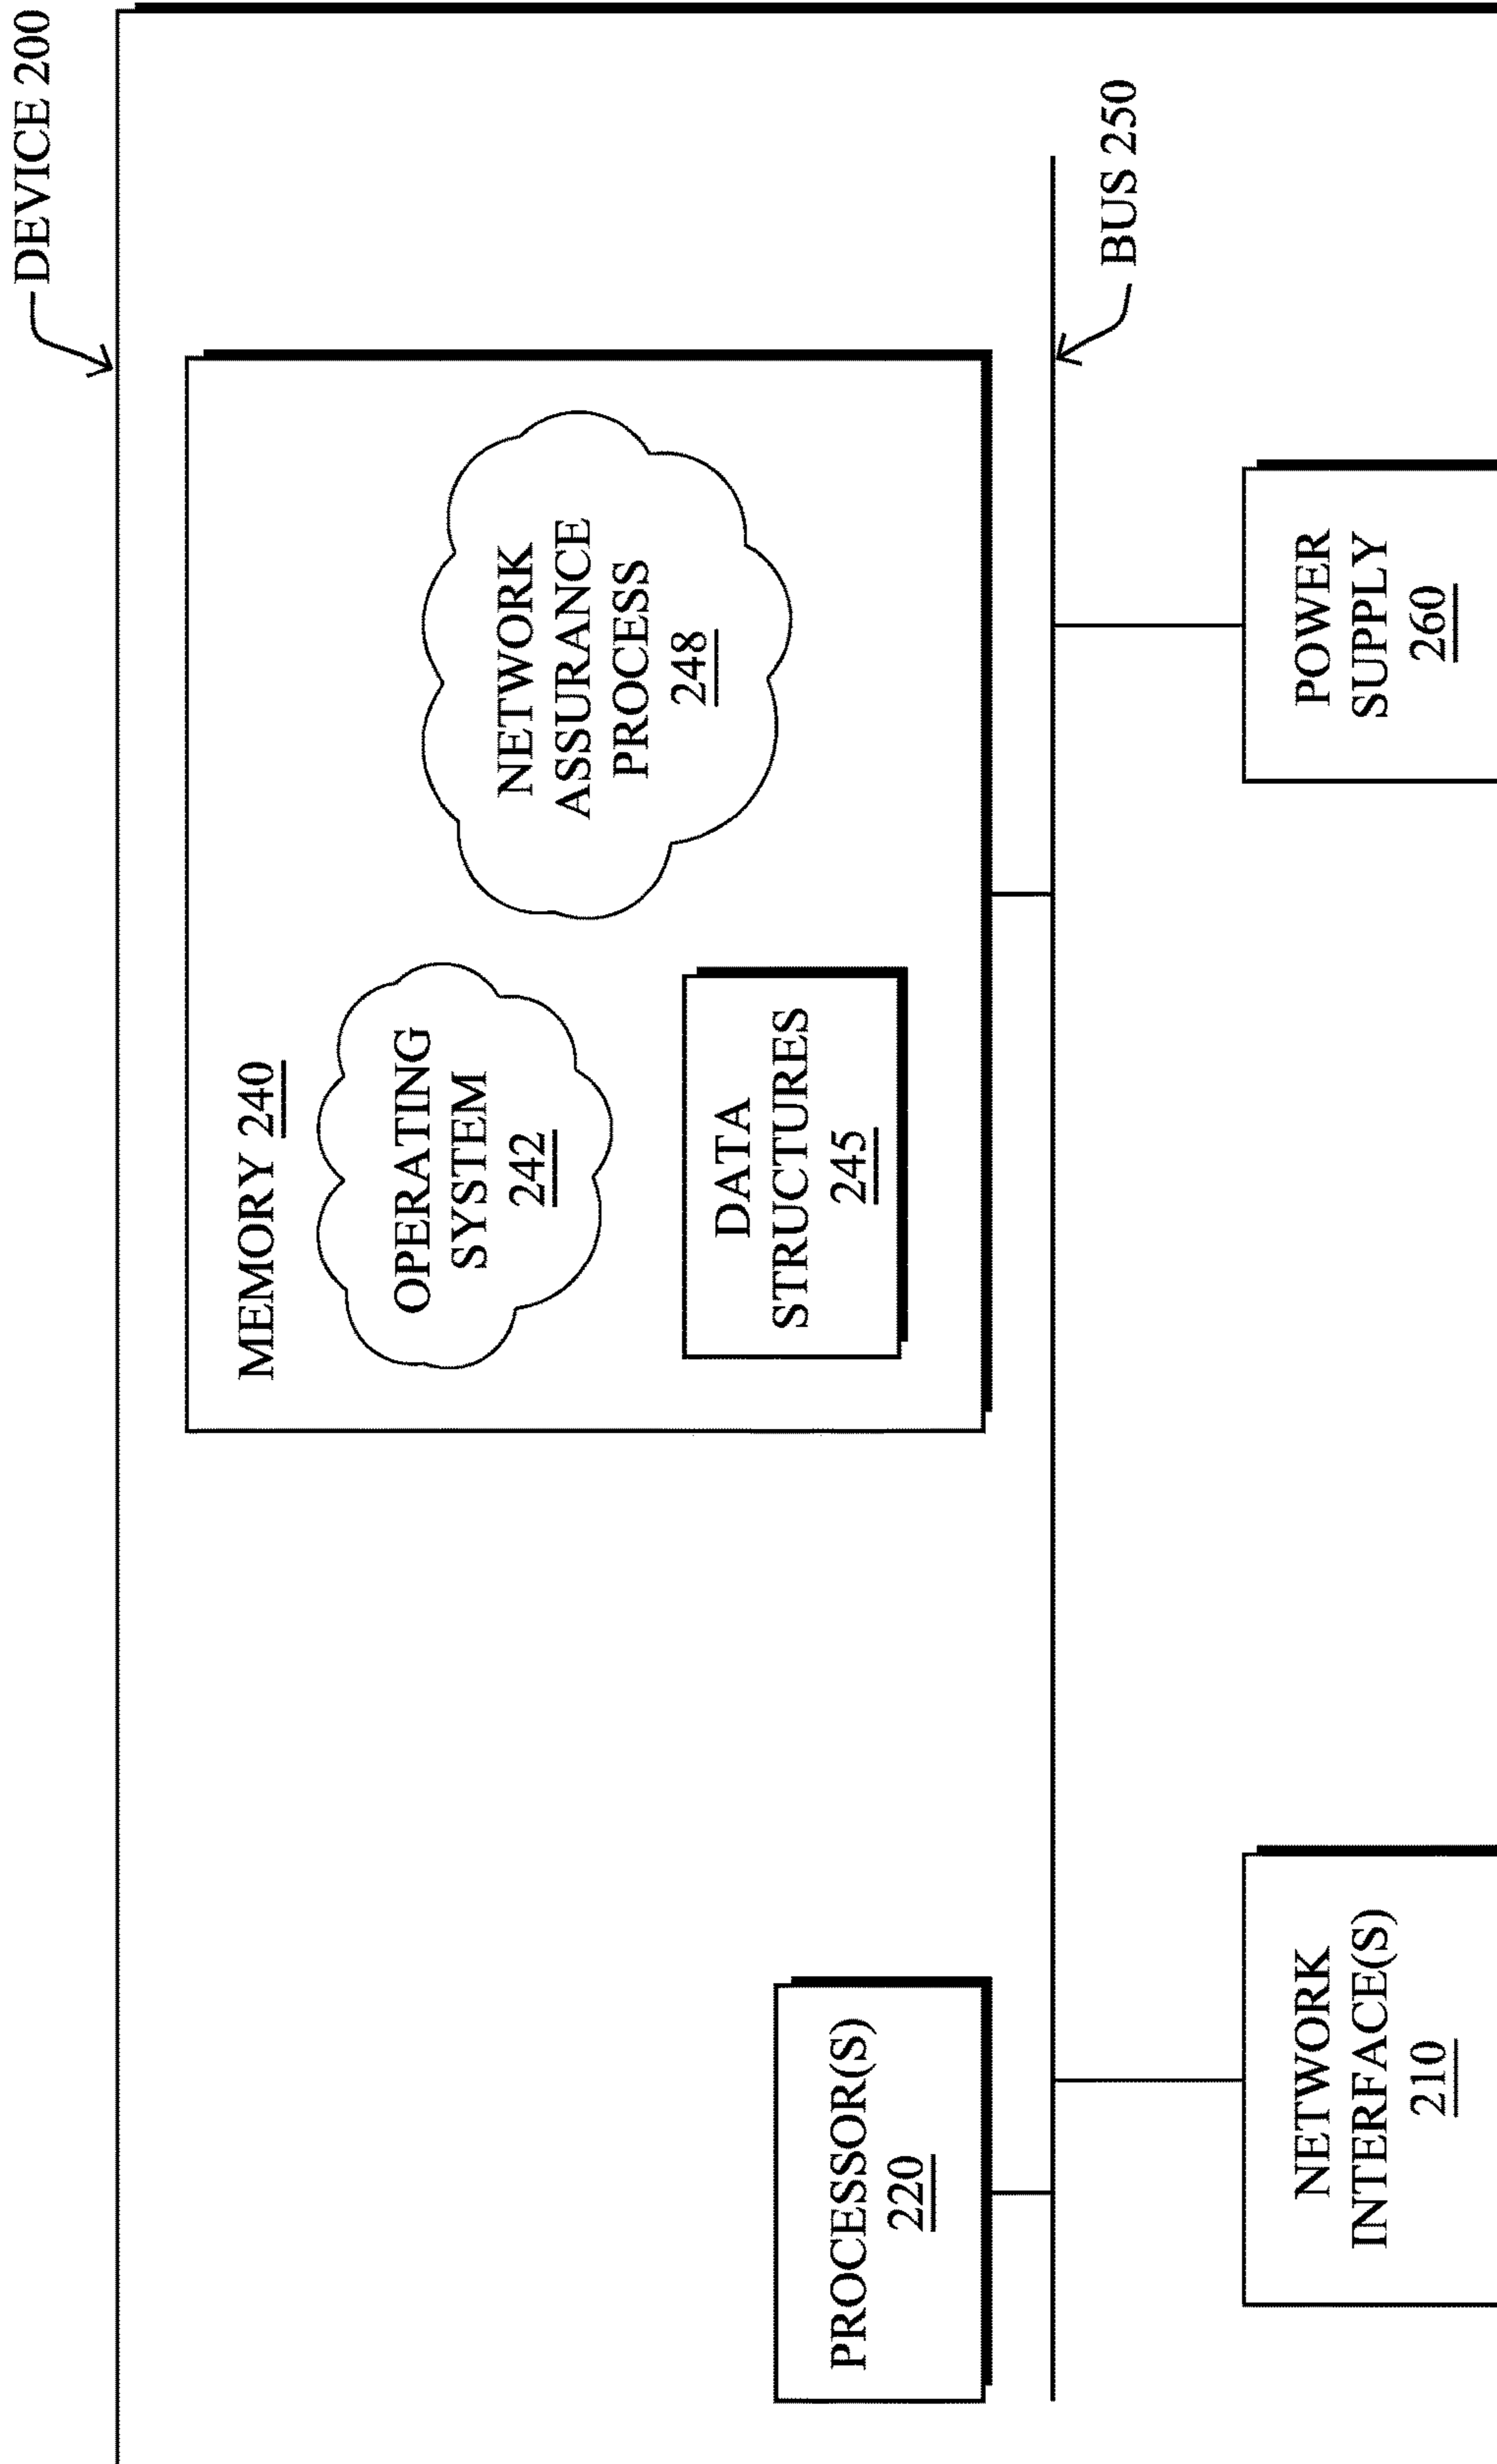 DEVICE 200
MEMORY 240
OPERATING
SYSTEM
242
DATA
STRUCTURES
245
NETWORK
ASSURANCE
PROCESS
248
PROCESSOR(S)
220
BUS 250
NETWORK
INTERFACE(S)
210
POWER
SUPPLY
260